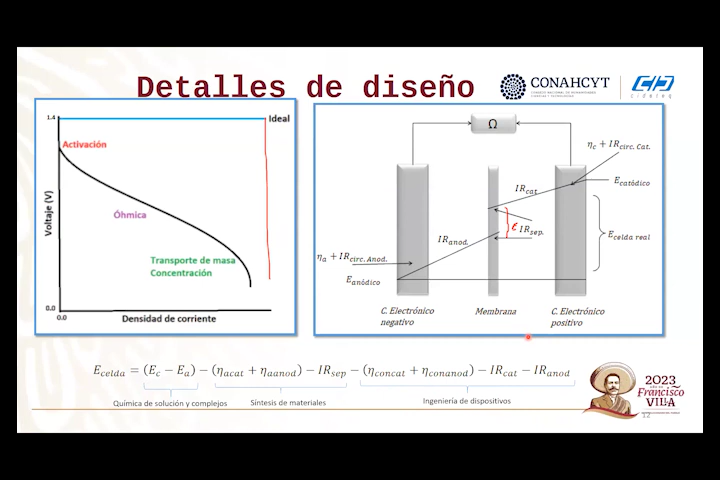 Detalles de diseño
CONAHCYT
cideteq
1.4
Ideal
Activación
Óhmica
Transporte de masa
Concentración
Voltaje (V)
0.0
0.0
Densidad de corriente
Ω
η_c + IR_circ. Cat.
E_catódico
IR_cat
IR_sep.
E_celda real
IR_anod.
η_a + IR_circ. Anod.
E_anódico
C. Electrónico
negativo
Membrana
C. Electrónico
positivo
E_celda = (E_c − E_a) − (η_acat + η_aanod) − IR_sep − (η_concat + η_conanod) − IR_cat − IR_anod
Química de solución y complejos
Síntesis de materiales
Ingeniería de dispositivos
2023
Francisco
VILLA
12